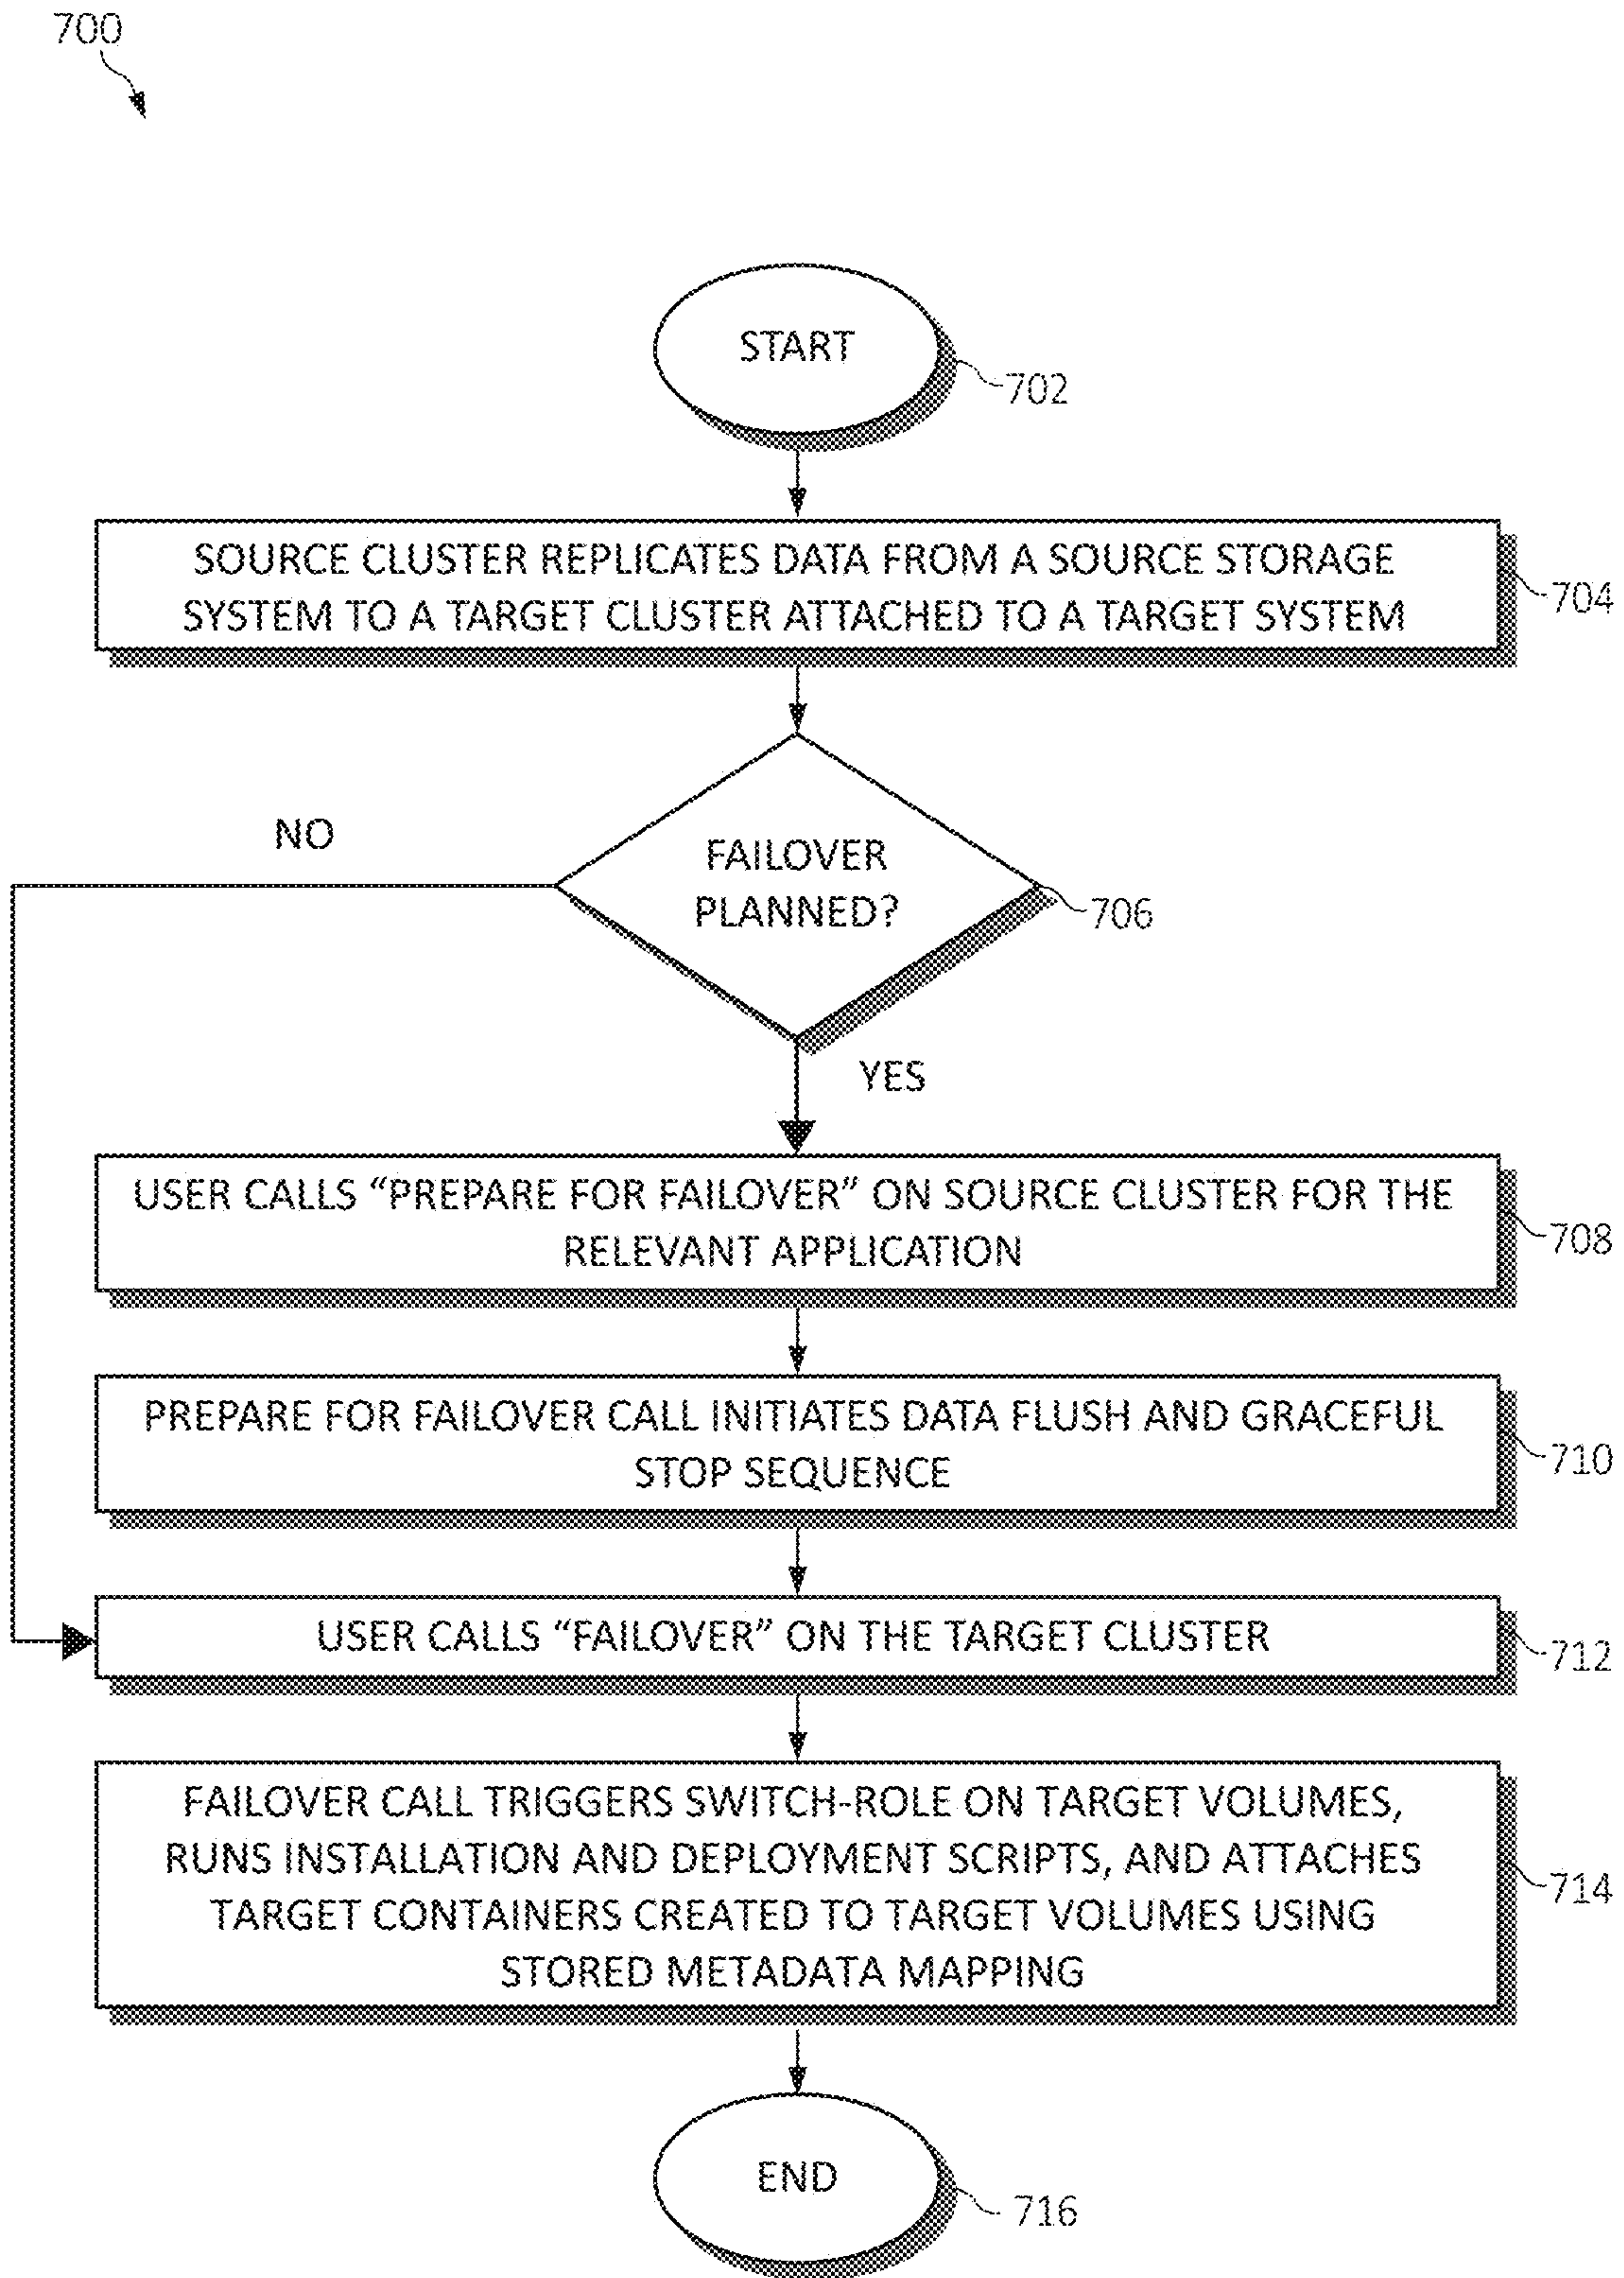 700
START
702
SOURCE CLUSTER REPLICATES DATA FROM A SOURCE STORAGE
SYSTEM TO A TARGET CLUSTER ATTACHED TO A TARGET SYSTEM
704
NO
FAILOVER
PLANNED?
706
YES
USER CALLS “PREPARE FOR FAILOVER” ON SOURCE CLUSTER FOR THE
RELEVANT APPLICATION
708
PREPARE FOR FAILOVER CALL INITIATES DATA FLUSH AND GRACEFUL
STOP SEQUENCE
710
USER CALLS “FAILOVER” ON THE TARGET CLUSTER
712
FAILOVER CALL TRIGGERS SWITCH-ROLE ON TARGET VOLUMES,
RUNS INSTALLATION AND DEPLOYMENT SCRIPTS, AND ATTACHES
TARGET CONTAINERS CREATED TO TARGET VOLUMES USING
STORED METADATA MAPPING
714
END
716